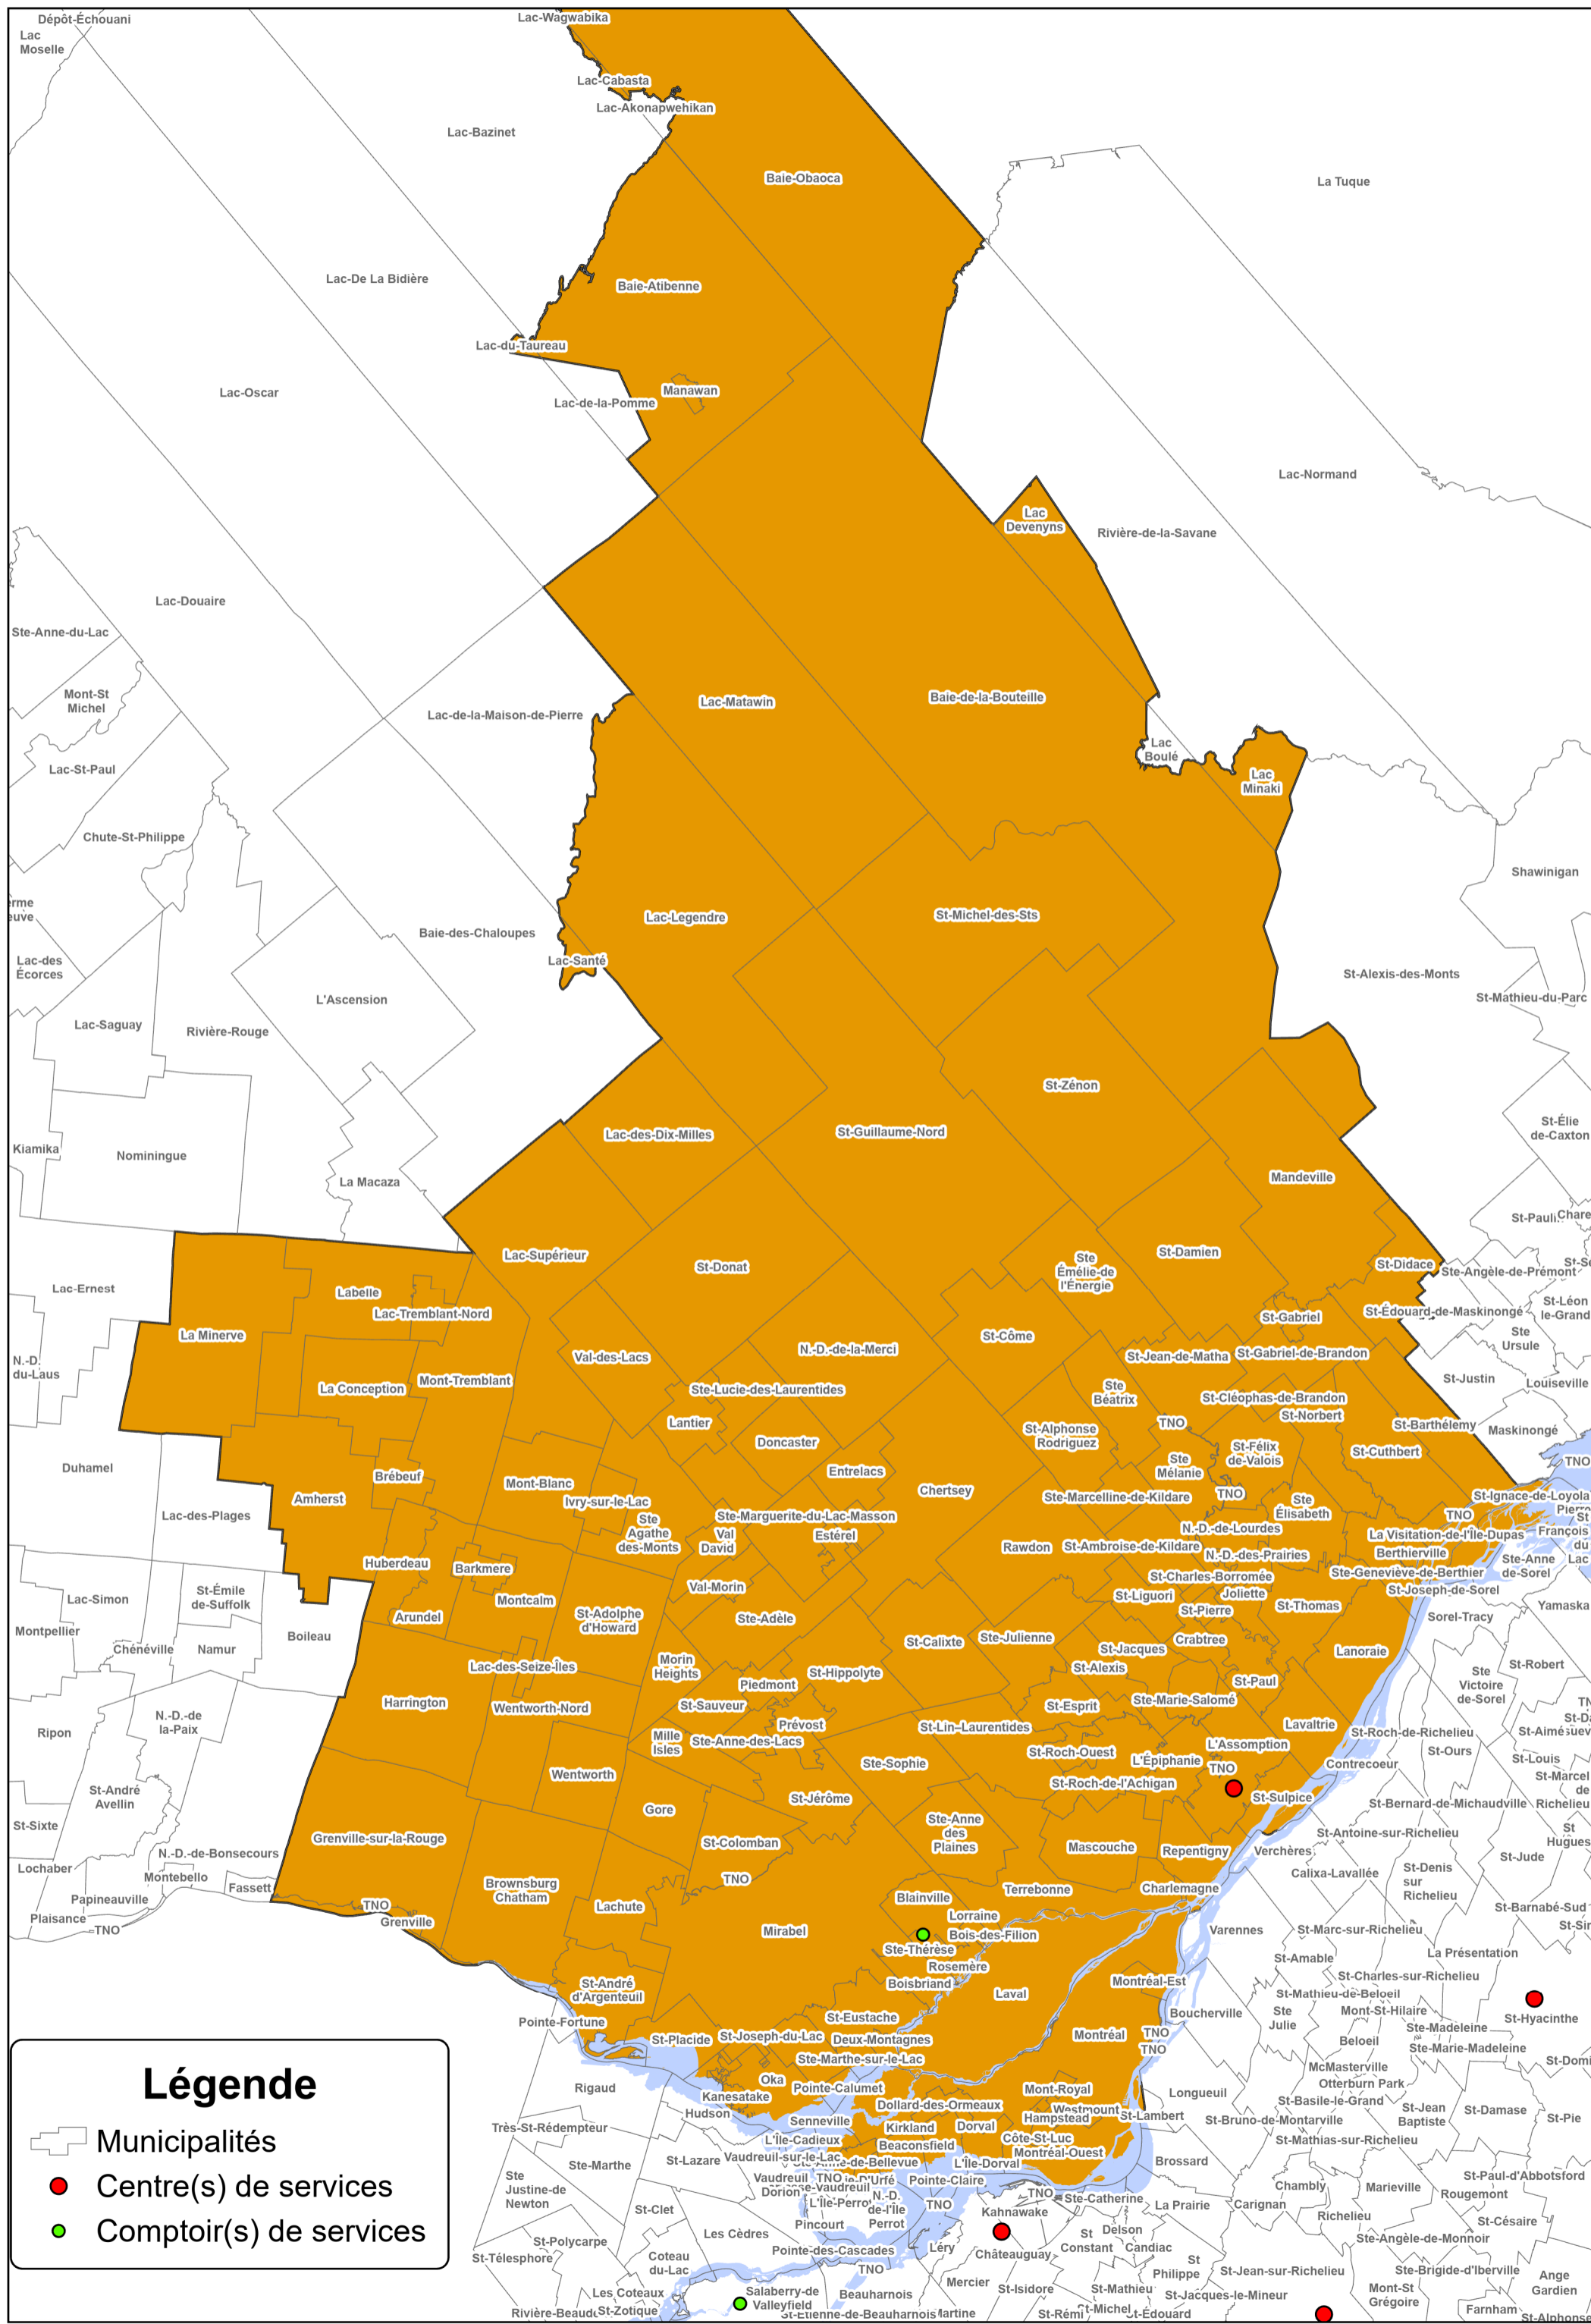 Dépôt-Échouani
Lac-Wagwabika
Lac
Moselle
Lac-Cabasta
Lac-Akonapwehikan
Lac-Bazinet
Baie-Obaoca
La Tuque
Lac-De La Bidière
Baie-Atibenne
Lac-du-Taureau
Lac-Oscar
Manawan
Lac-de-la-Pomme
Lac-Normand
Lac
Devenyns
Rivière-de-la-Savane
Lac-Douaire
Ste-Anne-du-Lac
Mont-St
Michel
Lac-Matawin
Baie-de-la-Bouteille
Lac-de-la-Maison-de-Pierre
Lac
Boulé
Lac-St-Paul
Lac
Minaki
Chute-St-Philippe
Shawinigan
Lac-Legendre
St-Michel-des-Sts
Baie-des-Chaloupes
Lac-Santé
Lac-des
Écorces
St-Alexis-des-Monts
L'Ascension
St-Mathieu-du-Parc
Lac-Saguay
Rivière-Rouge
St-Zénon
St-Élie
de-Caxton
Lac-des-Dix-Milles
St-Guillaume-Nord
Kiamika
Nominingue
La Macaza
Mandeville
Lac-Supérieur
St-Donat
Ste
Émélie-de
l'Énergie
St-Damien
St-Didace
Ste-Angèle-de-Prémont
Lac-Ernest
Labelle
Lac-Tremblant-Nord
St-Gabriel
St-Édouard-de-Maskinongé
St-Léon
le-Grand
La Minerve
St-Côme
Ste
Ursule
N.-D.
du-Laus
Val-des-Lacs
N.-D.-de-la-Merci
St-Jean-de-Matha
St-Gabriel-de-Brandon
La Conception
Mont-Tremblant
Ste-Lucie-des-Laurentides
Ste
Béatrix
St-Cléophas-de-Brandon
St-Justin
Louiseville
Lantier
St-Alphonse
Rodriguez
TNO
St-Norbert
St-Barthélemy
Maskinongé
Doncaster
St-Félix
de-Valois
St-Cuthbert
Duhamel
Brébeuf
Mont-Blanc
Entrelacs
Ste
Mélanie
TNO
Amherst
Ivry-sur-le-Lac
Chertsey
Ste-Marcelline-de-Kildare
TNO
Ste
Élisabeth
St-Ignace-de-Loyola
Lac-des-Plages
Ste
Agathe
des-Monts
Ste-Marguerite-du-Lac-Masson
Estérel
Val
David
N.-D.-de-Lourdes
TNO
La Visitation-de-l'Île-Dupas
St
François
du
Lac
Rawdon
St-Ambroise-de-Kildare
N.-D.-des-Prairies
Berthierville
Huberdeau
Barkmere
Val-Morin
St-Charles-Borromée
Ste-Geneviève-de-Berthier
Ste-Anne
de-Sorel
Lac-Simon
St-Émile
de-Suffolk
Montcalm
St-Adolphe
d'Howard
Ste-Adèle
St-Liguori
Joliette
St-Pierre
St-Thomas
St-Joseph-de-Sorel
Yamaska
Arundel
Sorel-Tracy
Montpellier
Chénéville
Namur
Boileau
St-Calixte
Ste-Julienne
St-Jacques
Crabtree
Lanoraie
Lac-des-Seize-Îles
Morin
Heights
Piedmont
St-Hippolyte
St-Alexis
St-Paul
St-Robert
Ste
Victoire
de-Sorel
Harrington
Wentworth-Nord
St-Sauveur
St-Esprit
Ste-Marie-Salomé
Ripon
N.-D.-de
la-Paix
Mille
Isles
Prévost
Ste-Anne-des-Lacs
St-Lin-Laurentides
Lavaltrie
St-Roch-de-Richelieu
St-Aimé
L'Assomption
St-Roch-Ouest
L'Épiphanie
TNO
St-Ours
St-Louis
Wentworth
Ste-Sophie
St-Roch-de-l'Achigan
Contrecoeur
St-Marcel
de
Richelieu
St-André
Avellin
Gore
St-Jérôme
St-Sulpice
St-Bernard-de-Michaudville
St-Sixte
Grenville-sur-la-Rouge
St-Colomban
Ste-Anne
des
Plaines
Mascouche
Repentigny
Verchères
St-Antoine-sur-Richelieu
St
Hugues
N.-D.-de-Bonsecours
St-Jude
Lochaber
Montebello
Fassett
TNO
Calixa-Lavallée
St-Denis
sur
Richelieu
Papineauville
Brownsburg
Chatham
Blainville
Terrebonne
Charlemagne
St-Barnabé-Sud
Plaisance
TNO
TNO
Grenville
Lachute
Lorraine
Mirabel
Bois-des-Filion
Varennes
St-Marc-sur-Richelieu
Ste-Thérèse
La Présentation
Rosemère
St-Amable
Boisbriand
Montréal-Est
St-Charles-sur-Richelieu
St-André
d'Argenteuil
Laval
St-Mathieu-de-Beloeil
Boucherville
Ste
Julie
Mont-St-Hilaire
St-Hyacinthe
Pointe-Fortune
St-Eustache
Ste-Madeleine
St-Placide
St-Joseph-du-Lac
Deux-Montagnes
Montréal
TNO
TNO
Beloeil
Ste-Marie-Madeleine
Ste-Marthe-sur-le-Lac
McMasterville
Otterburn Park
Oka
Pointe-Calumet
Rigaud
Kanesatake
Mont-Royal
Longueuil
St-Basile-le-Grand
Hudson
Senneville
Dollard-des-Ormeaux
Westmount
Hampstead
St-Lambert
St-Bruno-de-Montarville
St-Jean
Baptiste
St-Damase
St-Pie
Très-St-Rédempteur
L'Île-Cadieux
Kirkland
Dorval
Côte-St-Luc
St-Mathias-sur-Richelieu
Vaudreuil-sur-le-Lac
Beaconsfield
Montréal-Ouest
Ste-Marthe
St-Lazare
L'Île-Dorval
Brossard
Ste
Justine-de
Newton
Vaudreuil
Dorion
TNO
Pointe-Claire
St-Paul-d'Abbotsford
Chambly
Marieville
Rougemont
TNO
Ste-Catherine
St-Clet
L'Île-Perrot
N.-D.
de-l'Île
Perrot
TNO
Kahnawake
La Prairie
Carignan
Richelieu
St-Césaire
Les Cèdres
Pincourt
St
Constant
Delson
Candiac
Ste-Angèle-de-Monnoir
St-Polycarpe
Pointe-des-Cascades
Léry
Châteauguay
St-Télesphore
Coteau
du-Lac
TNO
St
Philippe
St-Jean-sur-Richelieu
Ste-Brigide-d'Iberville
Mercier
St-Isidore
St-Mathieu
Ange
Gardien
Les Coteaux
Salaberry-de
Valleyfield
Beauharnois
St-Jacques-le-Mineur
Mont-St
Grégoire
St-Zotique
St-Étienne-de-Beauharnois
St-Rémi
St-Michel
St-Édouard
Farnham
Légende
Municipalités
Centre(s) de services
Comptoir(s) de services